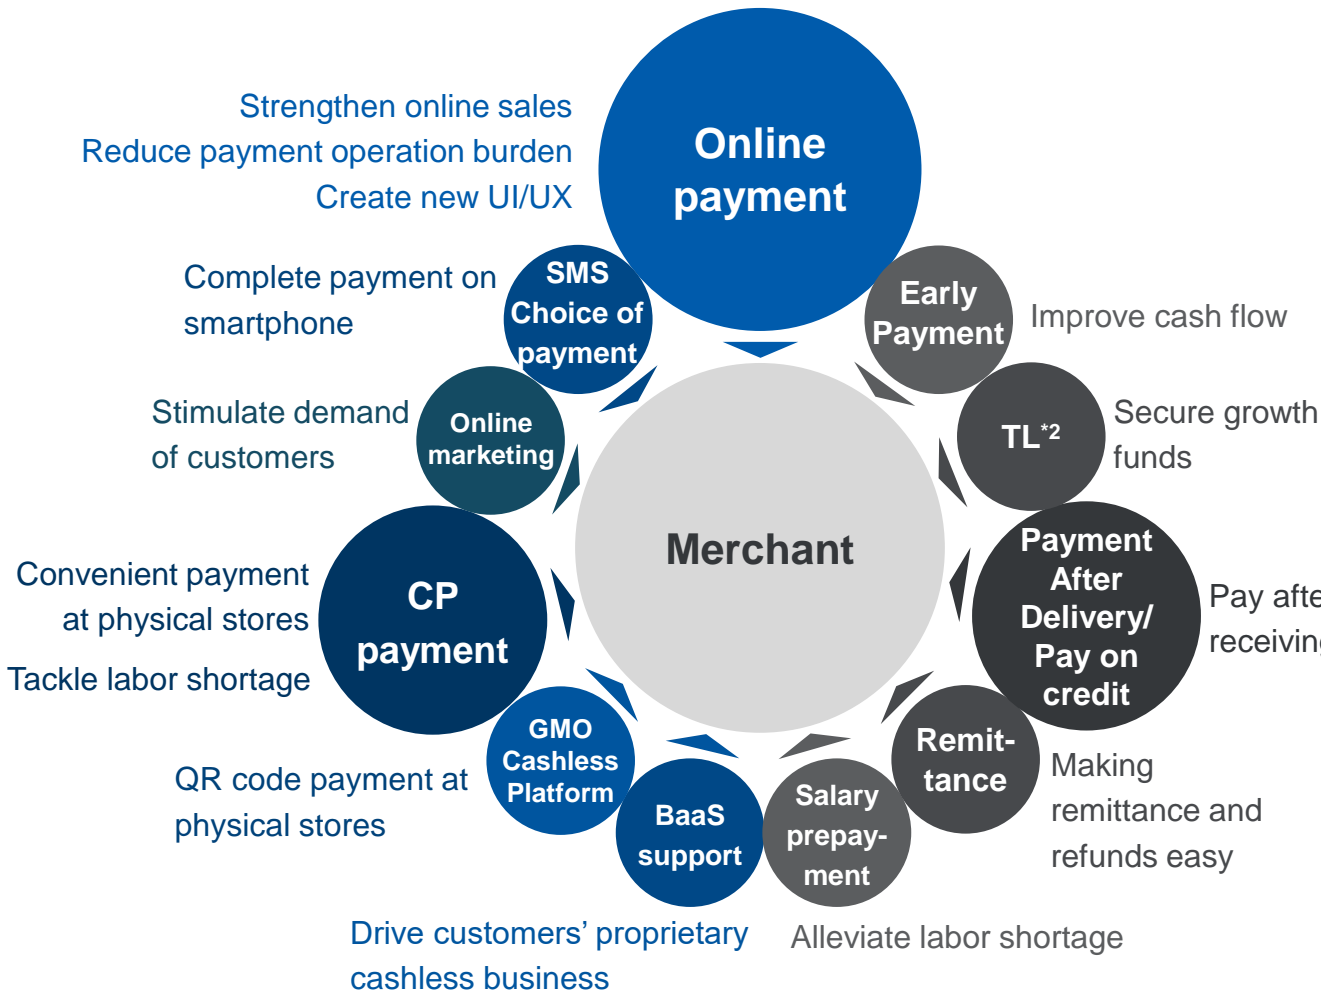 Strengthen online sales
Reduce payment operation burden
Create new UI/UX
Online
payment
Complete payment on
smartphone
SMS
Choice of
payment
Early
Payment
Improve cash flow
Stimulate demand
of customers
Online
marketing
TL*2
Secure growth
funds
Merchant
Convenient payment
at physical stores
Tackle labor shortage
CP
payment
Payment
After
Delivery/
Pay on
credit
Pay
QR code payment at
physical stores
GMO
Cashless
Platform
BaaS
support
Salary
prepay-
ment
Remit-
tance
Making
remittance and
refunds easy
Drive customers’ proprietary
cashless business
Alleviate labor shortage